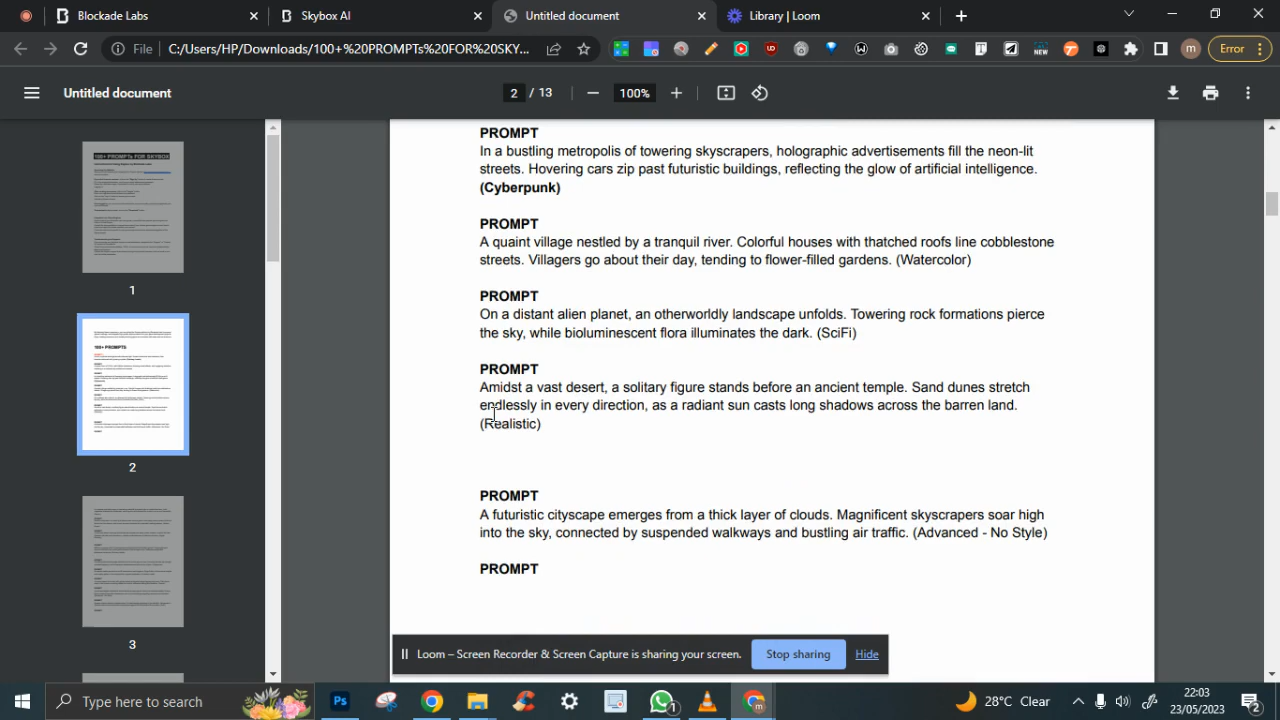 Blockade Labs
Skybox AI
Untitled document
Library | Loom
File
C:/Users/HP/Downloads/100+%20PROMPTs%20FOR%20SKY...
Error
Untitled document
2 / 13
100%
100+ PROMPTs FOR SKYBOX
1
100+ PROMPTS
2
3
PROMPT
In a bustling metropolis of towering skyscrapers, holographic advertisements fill the neon-lit
streets. Hovering cars zip past futuristic buildings, reflecting the glow of artificial intelligence.
(Cyberpunk)
PROMPT
A quaint village nestled by a tranquil river. Colorful houses with thatched roofs line cobblestone
streets. Villagers go about their day, tending to flower-filled gardens. (Watercolor)
PROMPT
On a distant alien planet, an otherworldly landscape unfolds. Towering rock formations pierce
the sky, while bioluminescent flora illuminates the dark. (SciFi)
PROMPT
Amidst a vast desert, a solitary figure stands before an ancient temple. Sand dunes stretch
endlessly in every direction, as a radiant sun casts long shadows across the barren land.
(Realistic)
PROMPT
A futuristic cityscape emerges from a thick layer of clouds. Magnificent skyscrapers soar high
into the sky, connected by suspended walkways and bustling air traffic. (Advanced - No Style)
PROMPT
Loom – Screen Recorder & Screen Capture is sharing your screen.
Stop sharing
Hide
Type here to search
28°C Clear
22:03
23/05/2023